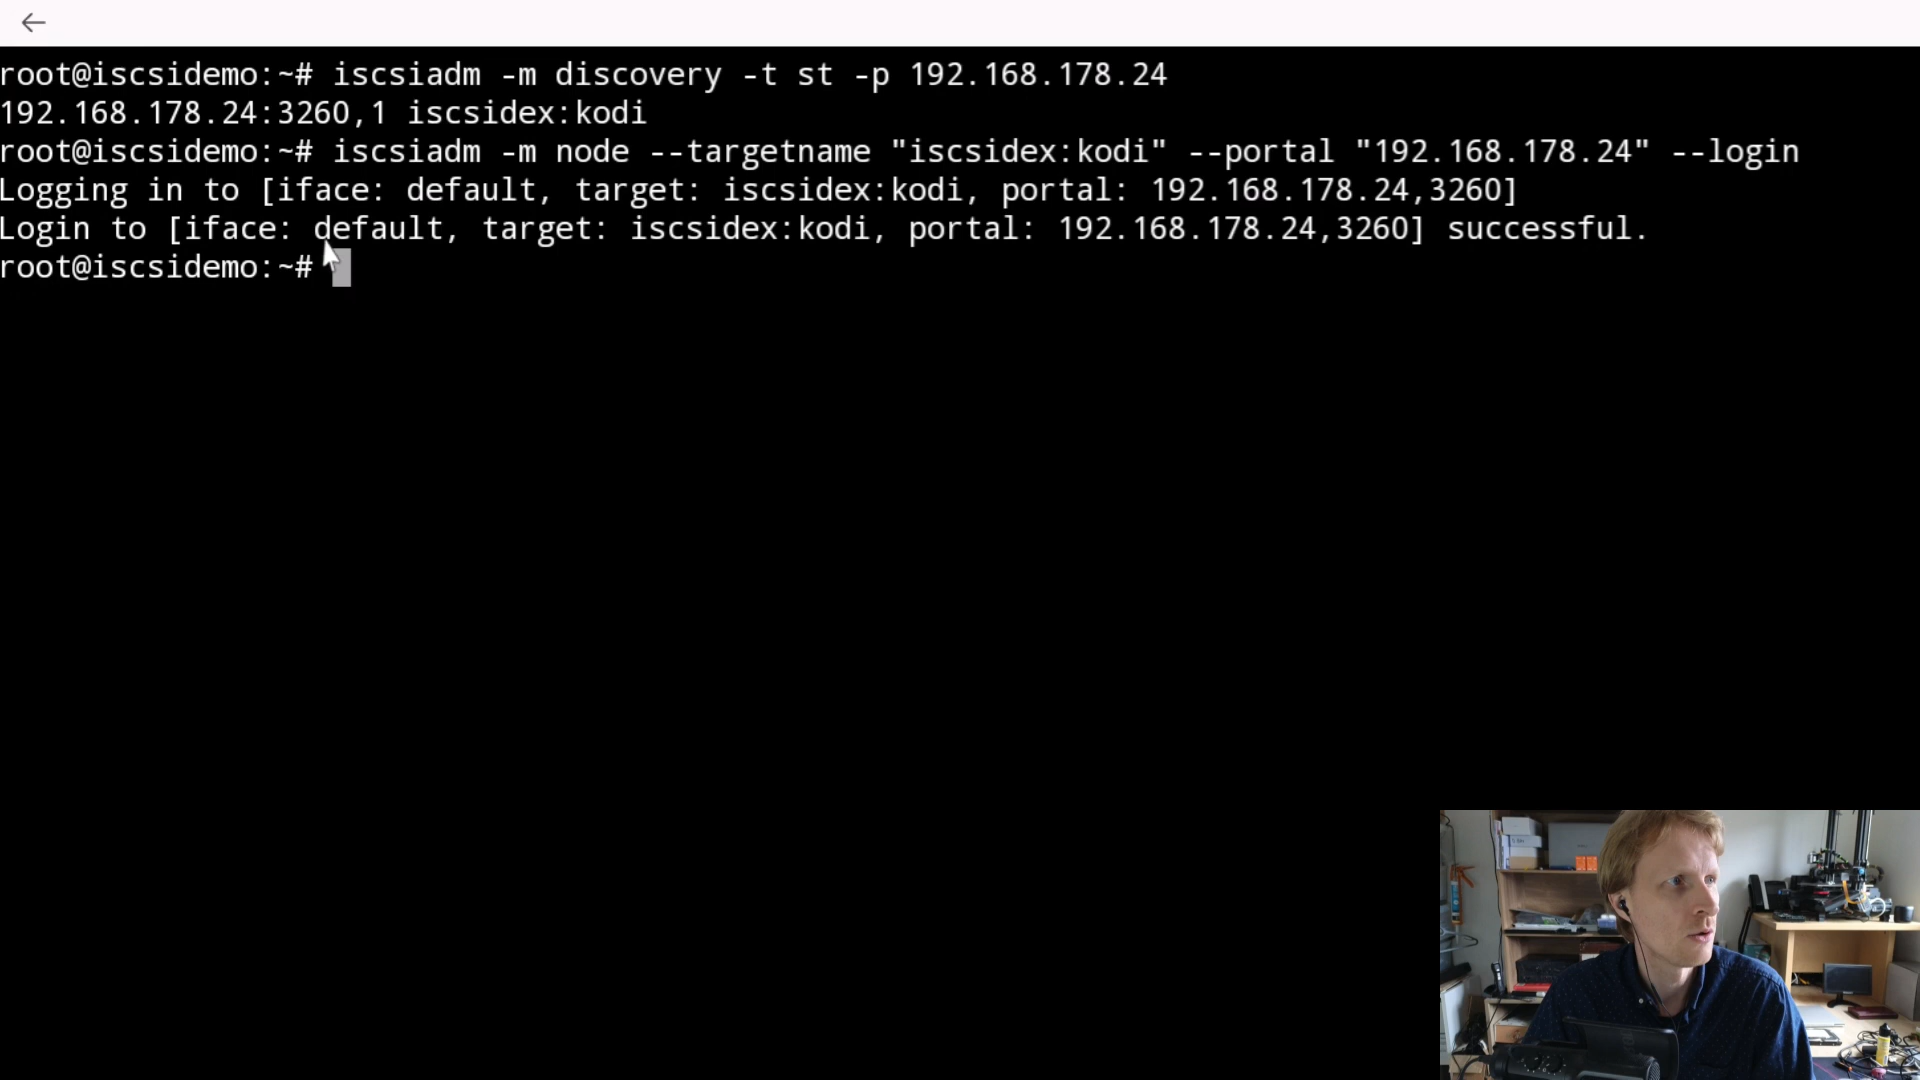 root@iscsidemo:~# iscsiadm -m discovery -t st -p 192.168.178.24
192.168.178.24:3260,1 iscsidex:kodi
root@iscsidemo:~# iscsiadm -m node --targetname "iscsidex:kodi" --portal "192.168.178.24" --login
Logging in to [iface: default, target: iscsidex:kodi, portal: 192.168.178.24,3260]
Login to [iface: default, target: iscsidex:kodi, portal: 192.168.178.24,3260] successful.
root@iscsidemo:~#